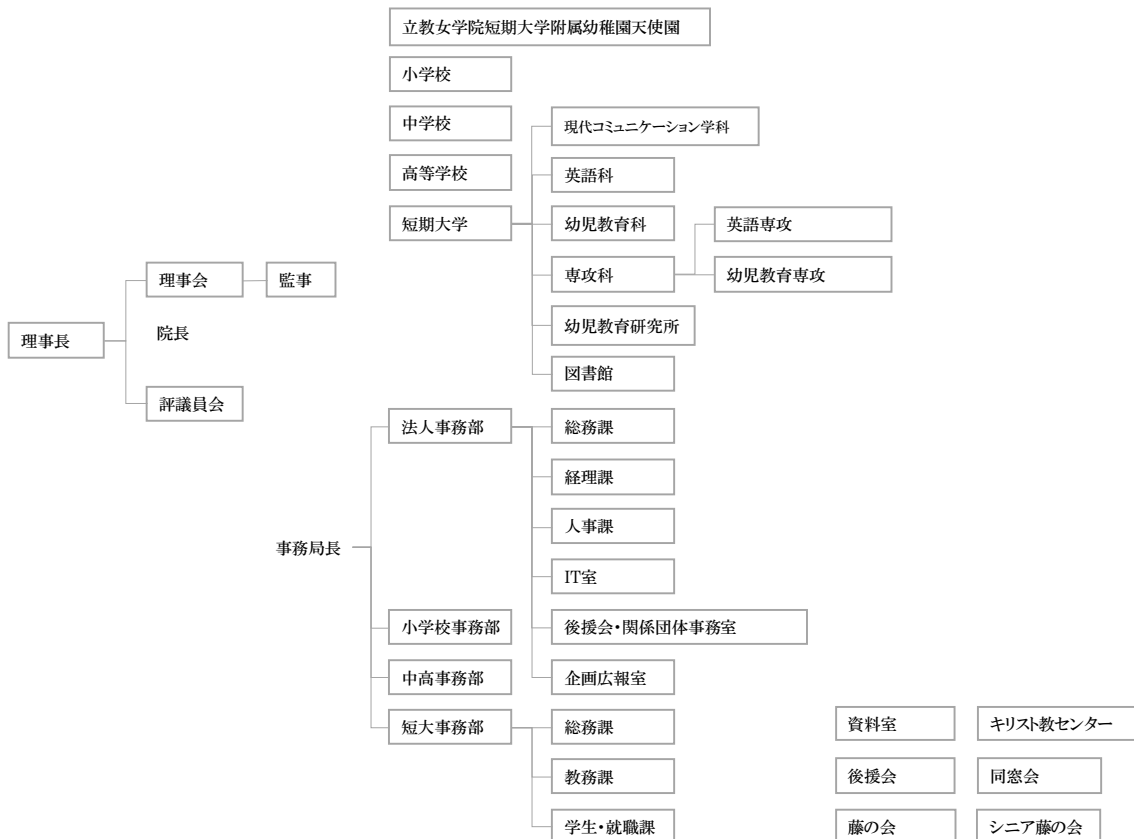 立教女学院短期大学附属幼稚園天使園
小学校
中学校
高等学校
短期大学
現代コミュニケーション学科
英語科
幼児教育科
専攻科
英語専攻
幼児教育専攻
幼児教育研究所
図書館
理事長
理事会
監事
院長
評議員会
事務局長
法人事務部
総務課
経理課
人事課
IT室
後援会・関係団体事務室
企画広報室
小学校事務部
中高事務部
短大事務部
総務課
教務課
学生・就職課
資料室
キリスト教センター
後援会
同窓会
藤の会
シニア藤の会